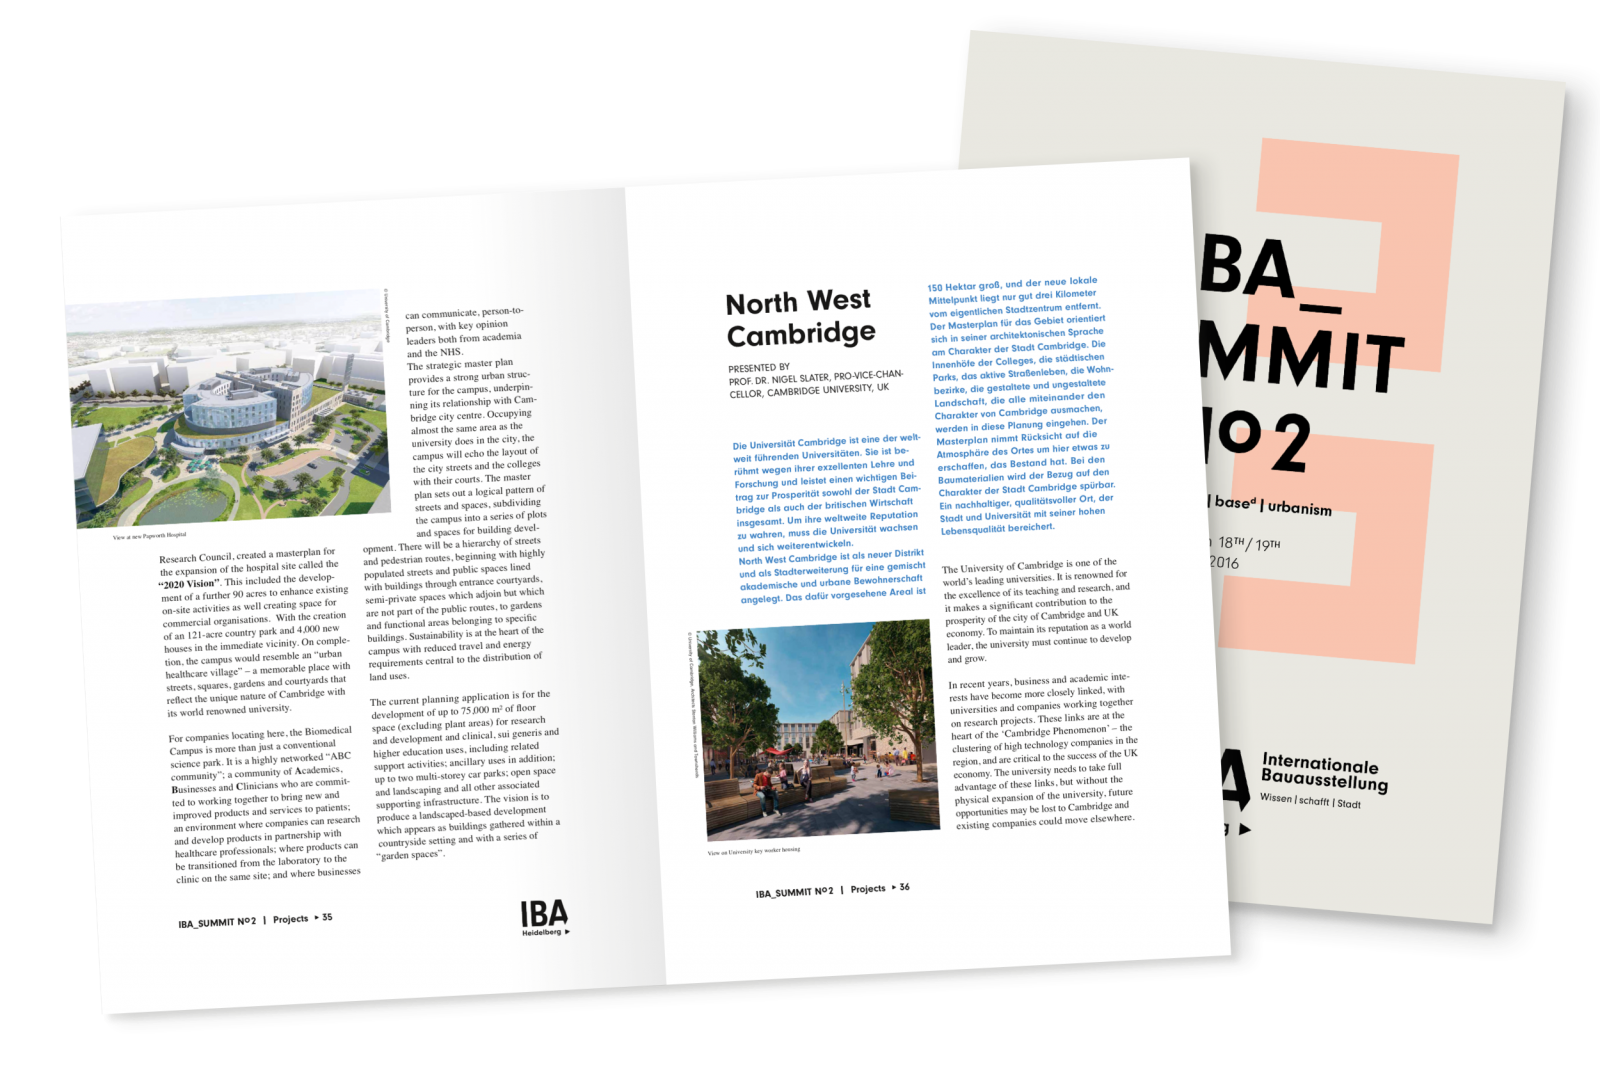 © University of Cambridge
View at new Papworth Hospital
Research Council, created a masterplan for
the expansion of the hospital site called the
“2020 Vision”. This included the develop-
ment of a further 90 acres to enhance existing
on-site activities as well creating space for
commercial organisations. With the creation
of an 121-acre country park and 4,000 new
houses in the immediate vicinity. On comple-
tion, the campus would resemble an “urban
healthcare village” – a memorable place with
streets, squares, gardens and courtyards that
reflect the unique nature of Cambridge with
its world renowned university.
For companies locating here, the Biomedical
Campus is more than just a conventional
science park. It is a highly networked “ABC
community”; a community of Academics,
Businesses and Clinicians who are commit-
ted to working together to bring new and
improved products and services to patients;
an environment where companies can research
and develop products in partnership with
healthcare professionals; where products can
be transitioned from the laboratory to the
clinic on the same site; and where businesses
can communicate, person-to-
person, with key opinion
leaders both from academia
and the NHS.
The strategic master plan
provides a strong urban struc-
ture for the campus, underpin-
ning its relationship with Cam-
bridge city centre. Occupying
almost the same area as the
university does in the city, the
campus will echo the layout of
the city streets and the colleges
with their courts. The master
plan sets out a logical pattern of
streets and spaces, subdividing
the campus into a series of plots
and spaces for building devel-
opment. There will be a hierarchy of streets
and pedestrian routes, beginning with highly
populated streets and public spaces lined
with buildings through entrance courtyards,
semi-private spaces which adjoin but which
are not part of the public routes, to gardens
and functional areas belonging to specific
buildings. Sustainability is at the heart of the
campus with reduced travel and energy
requirements central to the distribution of
land uses.
The current planning application is for the
development of up to 75,000 m² of floor
space (excluding plant areas) for research
and development and clinical, sui generis and
higher education uses, including related
support activities; ancillary uses in addition;
up to two multi-storey car parks; open space
and landscaping and all other associated
supporting infrastructure. The vision is to
produce a landscaped-based development
which appears as buildings gathered within a
countryside setting and with a series of
“garden spaces”.
IBA_SUMMIT Nº2 | Projects ▸ 35
IBA
Heidelberg ▸
North West
Cambridge
PRESENTED BY
PROF. DR. NIGEL SLATER, PRO-VICE-CHAN-
CELLOR, CAMBRIDGE UNIVERSITY, UK
Die Universität Cambridge ist eine der welt-
weit führenden Universitäten. Sie ist be-
rühmt wegen ihrer exzellenten Lehre und
Forschung und leistet einen wichtigen Bei-
trag zur Prosperität sowohl der Stadt Cam-
bridge als auch der britischen Wirtschaft
insgesamt. Um ihre weltweite Reputation
zu wahren, muss die Universität wachsen
und sich weiterentwickeln.
North West Cambridge ist als neuer Distrikt
und als Stadterweiterung für eine gemischt
akademische und urbane Bewohnerschaft
angelegt. Das dafür vorgesehene Areal ist
150 Hektar groß, und der neue lokale
Mittelpunkt liegt nur gut drei Kilometer
vom eigentlichen Stadtzentrum entfernt.
Der Masterplan für das Gebiet orientiert
sich in seiner architektonischen Sprache
am Charakter der Stadt Cambridge. Die
Innenhöfe der Colleges, die städtischen
Parks, das aktive Straßenleben, die Wohn-
bezirke, die gestaltete und ungestaltete
Landschaft, die alle miteinander den
Charakter von Cambridge ausmachen,
werden in diese Planung eingehen. Der
Masterplan nimmt Rücksicht auf die
Atmosphäre des Ortes um hier etwas zu
erschaffen, das Bestand hat. Bei den
Baumaterialien wird der Bezug auf den
Charakter der Stadt Cambridge spürbar.
Ein nachhaltiger, qualitätsvoller Ort, der
Stadt und Universität mit seiner hohen
Lebensqualität bereichert.
The University of Cambridge is one of the
world’s leading universities. It is renowned for
the excellence of its teaching and research, and
it makes a significant contribution to the
prosperity of the city of Cambridge and UK
economy. To maintain its reputation as a world
leader, the university must continue to develop
and grow.
In recent years, business and academic inte-
rests have become more closely linked, with
universities and companies working together
on research projects. These links are at the
heart of the ‘Cambridge Phenomenon’ – the
clustering of high technology companies in the
region, and are critical to the success of the UK
economy. The university needs to take full
advantage of these links, but without the
physical expansion of the university, future
opportunities may be lost to Cambridge and
existing companies could move elsewhere.
© University of Cambridge, Architects:
View on University key worker housing
IBA_SUMMIT Nº2 | Projects ▸ 36
BA_
MMIT
º2
| baseᵈ | urbanism
18TH / 19TH
2016
A
Internationale
Bauausstellung
Wissen | schafft | Stadt
g ▸